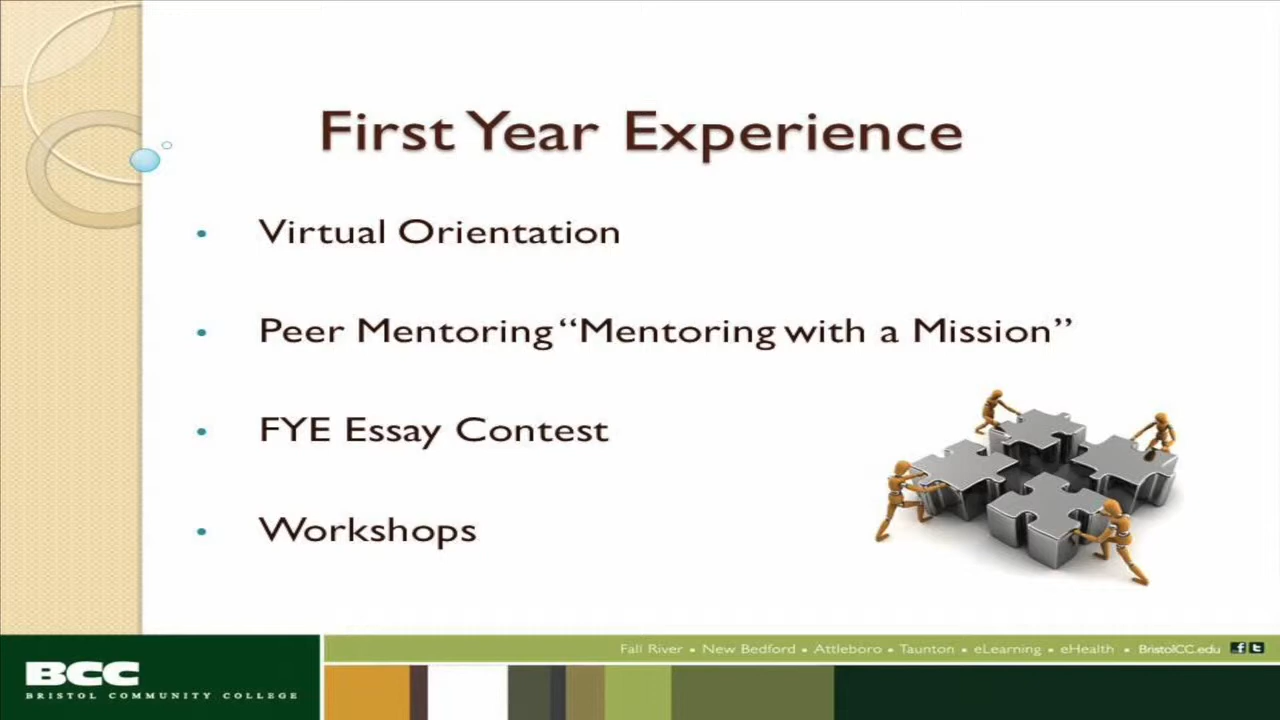 First Year Experience
• Virtual Orientation
• Peer Mentoring “Mentoring with a Mission”
• FYE Essay Contest
• Workshops
Fall River • New Bedford • Attleboro • Taunton • eLearning • eHealth • BristolCC.edu f t
BCC
BRISTOL COMMUNITY COLLEGE